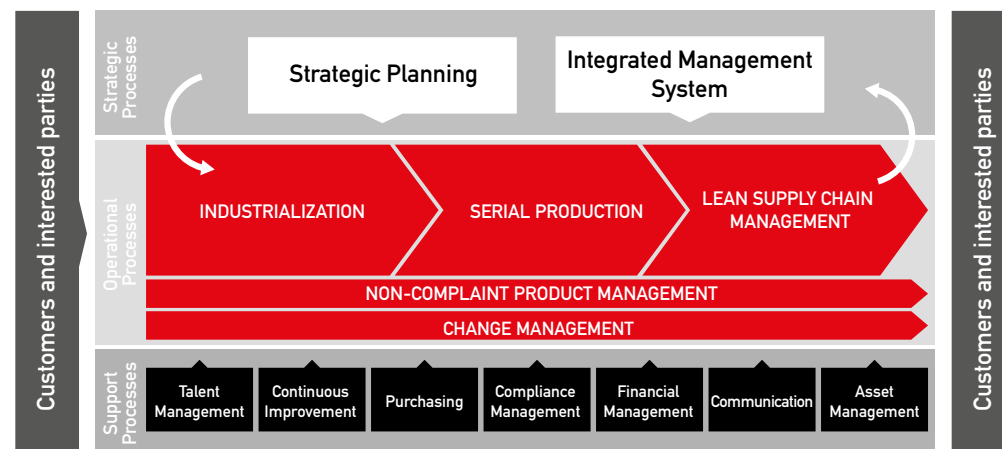 Customers and interested parties
Strategic
Processes
Strategic Planning
Integrated Management
System
Operational
Processes
INDUSTRIALIZATION
SERIAL PRODUCTION
LEAN SUPPLY CHAIN
MANAGEMENT
NON-COMPLAINT PRODUCT MANAGEMENT
CHANGE MANAGEMENT
Support
Processes
Talent
Management
Continuous
Improvement
Purchasing
Compliance
Management
Financial
Management
Communication
Asset
Management
Customers and interested parties